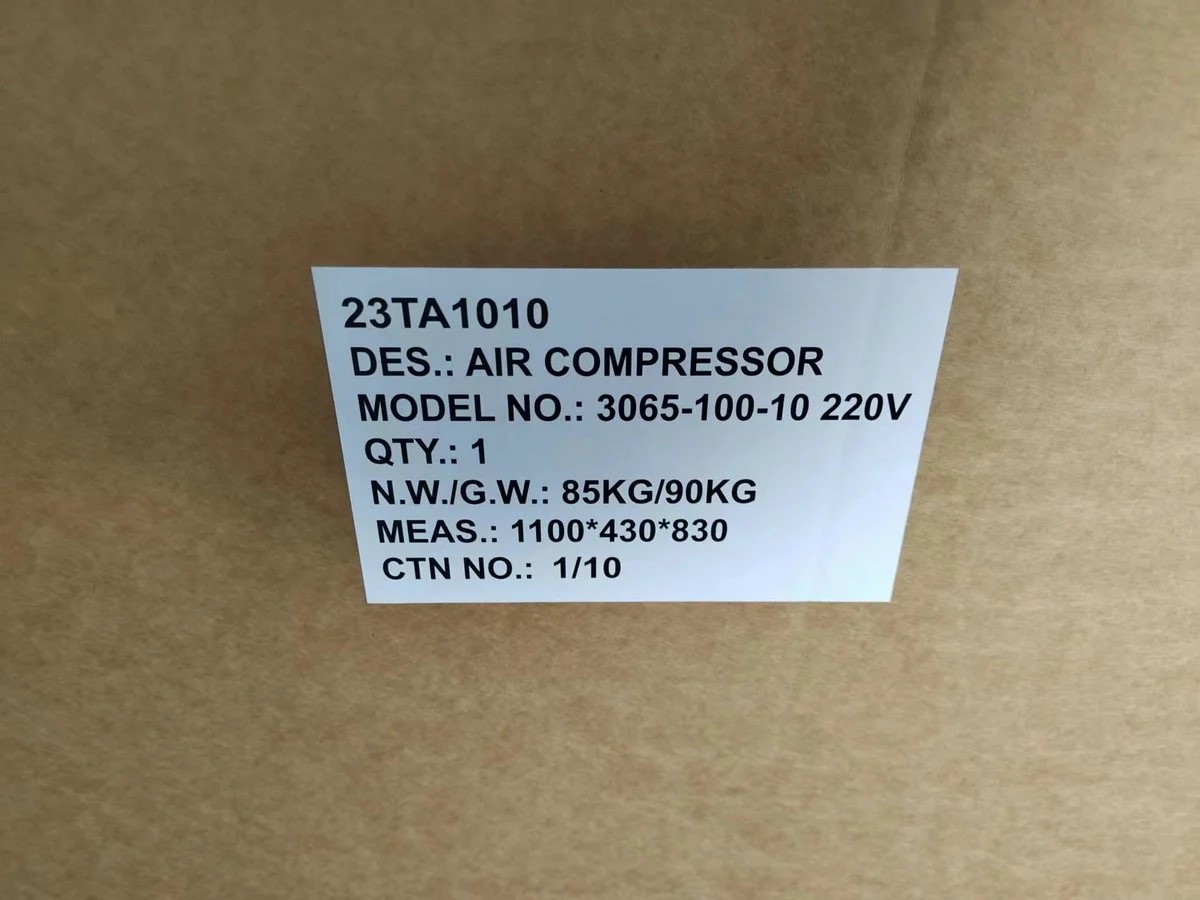 23TA1010
DES.: AIR COMPRESSOR
MODEL NO.: 3065-100-10 220V
QTY.: 1
N.W./G.W.: 85KG/90KG
MEAS.: 1100*430*830
CTN NO.: 1/10